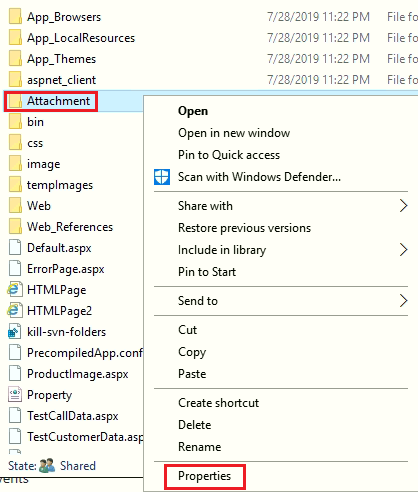 App_Browsers 7/28/2019 11:22 PM File fo
App_LocalResources 7/28/2019 11:22 PM File fo
App_Themes 7/28/2019 11:22 PM File fo
aspnet_client 7/28/2019 11:22 PM File fo
Attachment
bin
css
image
tempImages
Web
Web_References
Default.aspx
ErrorPage.aspx
HTMLPage
HTMLPage2
kill-svn-folders
PrecompiledApp.conf
ProductImage.aspx
Property
TestCallData.aspx
TestCustomerData.asp
State: Shared
vents
Open
Open in new window
Pin to Quick access
Scan with Windows Defender...
Share with
Restore previous versions
Include in library
Pin to Start
Send to
Cut
Copy
Paste
Create shortcut
Delete
Rename
Properties